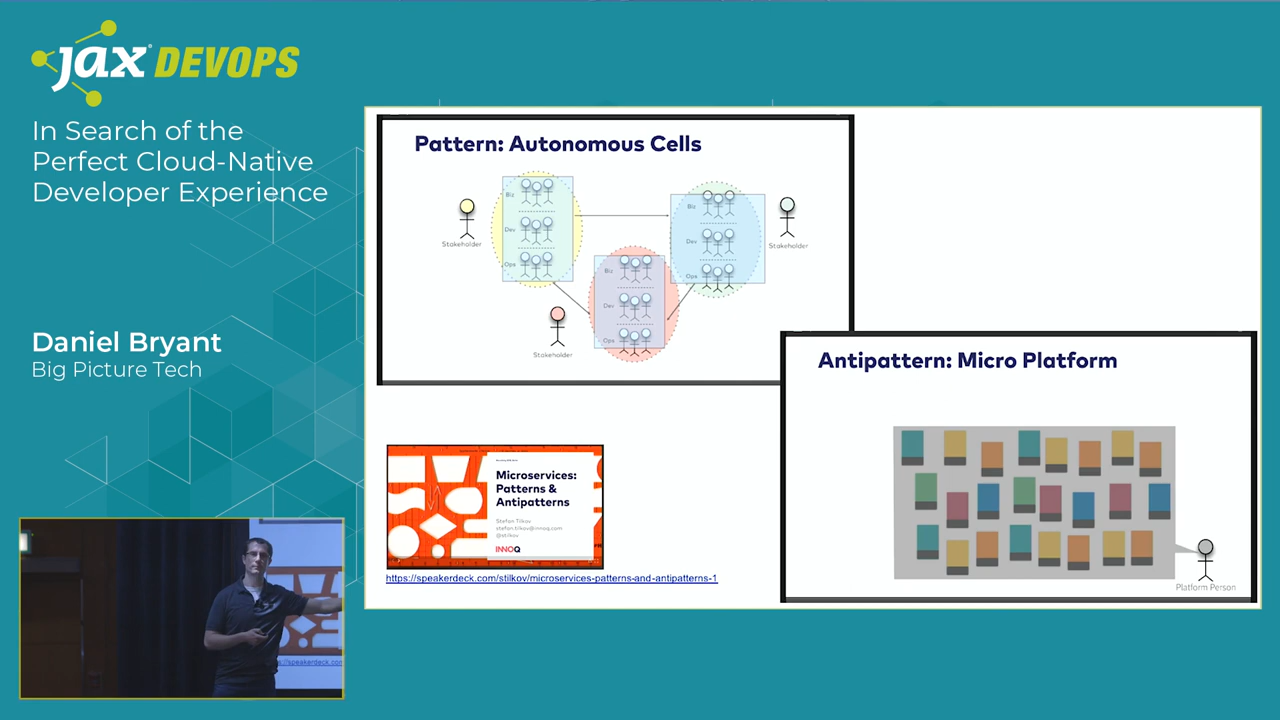 jax DEVOPS
In Search of the
Perfect Cloud-Native
Developer Experience
Daniel Bryant
Big Picture Tech
Pattern: Autonomous Cells
Biz
Dev
Ops
Stakeholder
Biz
Dev
Ops
Stakeholder
Biz
Dev
Ops
Stakeholder
Antipattern: Micro Platform
Platform Person
Microservices:
Patterns &
Antipatterns
Stefan Tilkov
stefan.tilkov@innoq.com
@stilkov
INNOQ
https://speakerdeck.com/stilkov/microservices-patterns-and-antipatterns-1